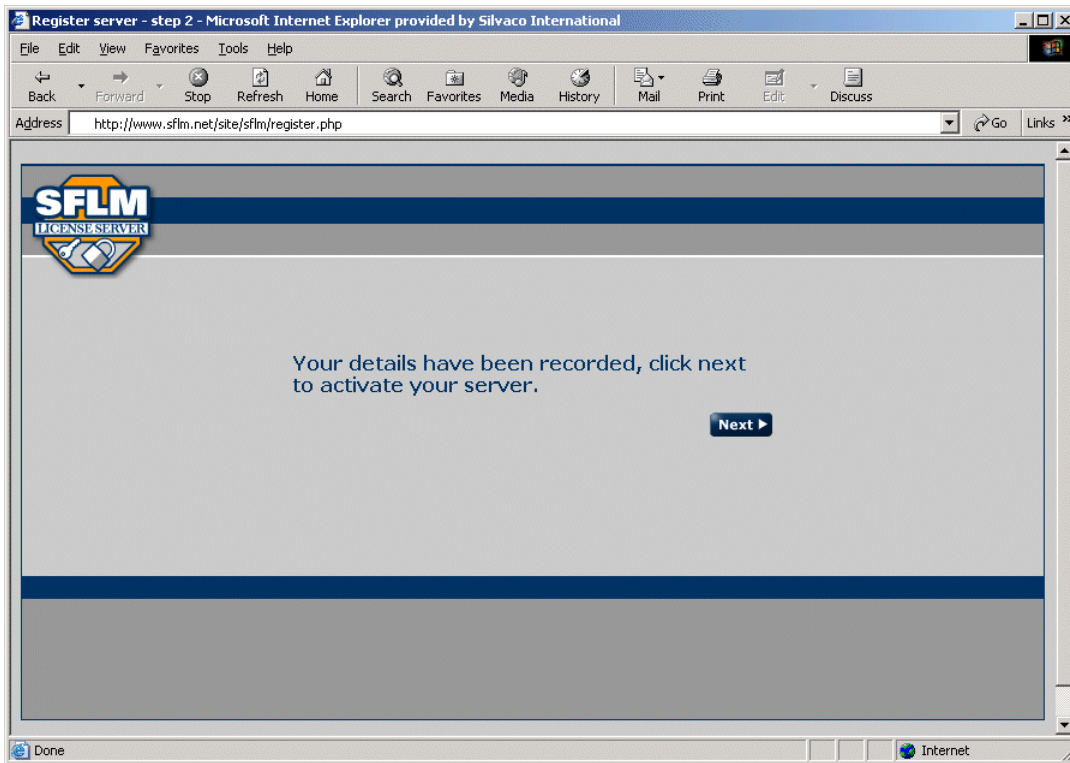 Register server - step 2 - Microsoft Internet Explorer provided by Silvaco International
File Edit View Favorites Tools Help
Back Forward Stop Refresh Home Search Favorites Media History Mail Print Edit Discuss
Address http://www.sflm.net/site/sflm/register.php Go Links »
SFLM
LICENSE SERVER
Your details have been recorded, click next
to activate your server.
Next
Done Internet